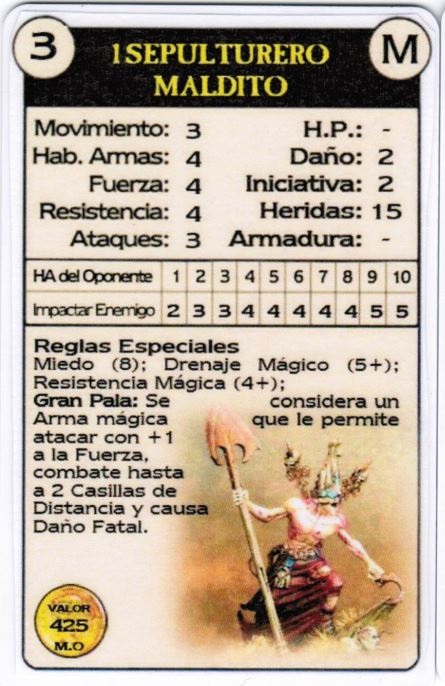 3
1 SEPULTURERO
MALDITO
M
Movimiento: 3 H.P.: -
Hab. Armas: 4 Daño: 2
Fuerza: 4 Iniciativa: 2
Resistencia: 4 Heridas: 15
Ataques: 3 Armadura: -
HA del Oponente 1 2 3 4 5 6 7 8 9 10
Impactar Enemigo 2 3 3 4 4 4 4 4 5 5
Reglas Especiales
Miedo (8); Drenaje Mágico (5+);
Resistencia Mágica (4+);
Gran Pala: Se considera un
Arma mágica que le permite
atacar con +1
a la Fuerza,
combate hasta
a 2 Casillas de
Distancia y causa
Daño Fatal.
VALOR
425
M.O